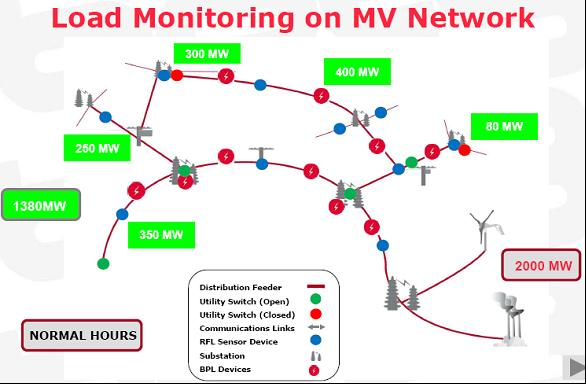 Load Monitoring on MV Network
300 MW
400 MW
80 MW
250 MW
1380MW
350 MW
2000 MW
NORMAL HOURS
Distribution Feeder
Utility Switch (Open)
Utility Switch (Closed)
Communications Links
RFL Sensor Device
Substation
BPL Devices